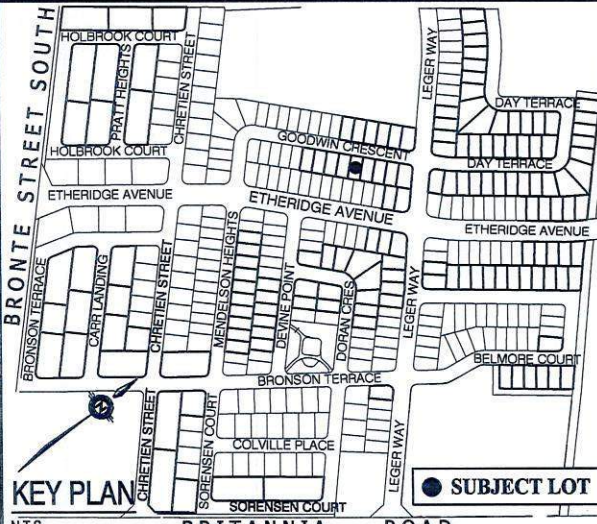 HOLBROOK COURT
BRONTE STREET SOUTH
PRATT HEIGHTS
CHRETIEN STREET
LEGER WAY
DAY TERRACE
GOODWIN CRESCENT
HOLBROOK COURT
DAY TERRACE
ETHERIDGE AVENUE
ETHERIDGE AVENUE
ETHERIDGE AVENUE
BRONSON TERRACE
CARR LANDING
CHRETIEN STREET
MENDELSON HEIGHTS
DEVINE POINT
DORAN CRES
LEGER WAY
BELMORE COURT
BRONSON TERRACE
N
CHRETIEN STREET
SORENSEN COURT
COLVILLE PLACE
LEGER WAY
KEY PLAN
SUBJECT LOT
SORENSEN COURT
NTS
BRITANNIA ROAD